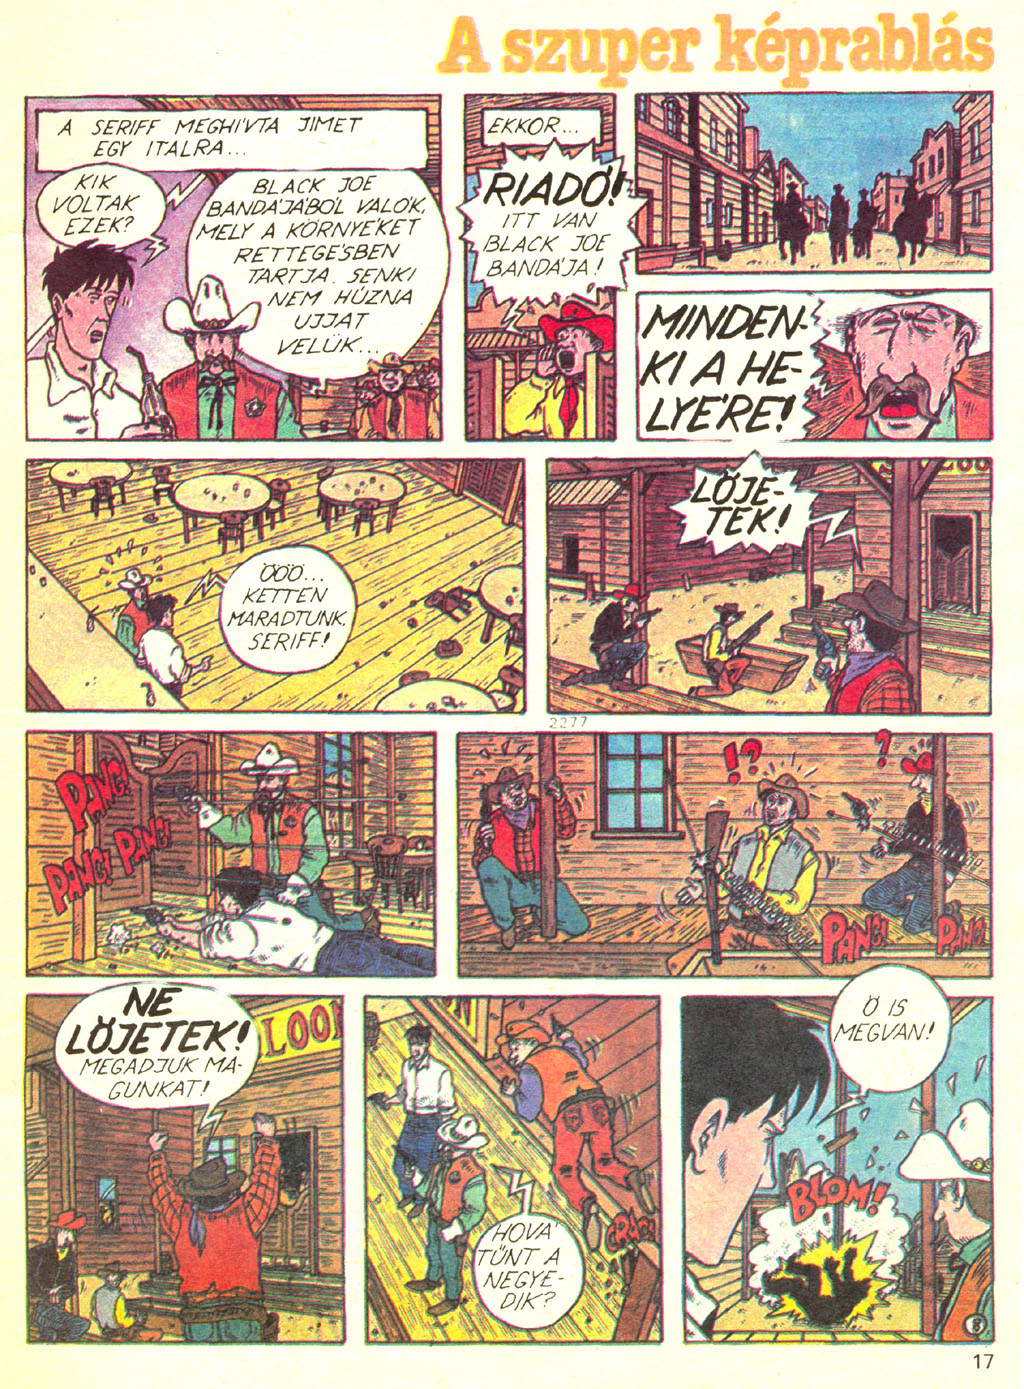 A szuper képrablás
A SERIFF MEGHÍVTA JIMET
EGY ITALRA...
KIK
VOLTAK
EZEK?
BLACK JOE
BANDÁJÁBÓL VALÓK,
MELY A KÖRNYÉKET
RETTEGÉSBEN
TARTJA. SENKI
NEM HÚZNA
UJJAT
VELÜK...
EKKOR...
RIADÓ!
ITT VAN
BLACK JOE
BANDÁJA!
MINDEN-
KI A HE-
LYÉRE!
ÖÖÖ...
KETTEN
MARADTUNK,
SERIFF!
LŐJE-
TEK!
2277
PANG!
PANG! PANG!
!?
?
PANG!
PANG!
NE
LŐJETEK!
MEGADJUK MA-
GUNKAT!
LOON
HOVÁ
TŰNT A
NEGYE-
DIK?
CRAC!
Ő IS
MEGVAN!
BLOM!
8
17